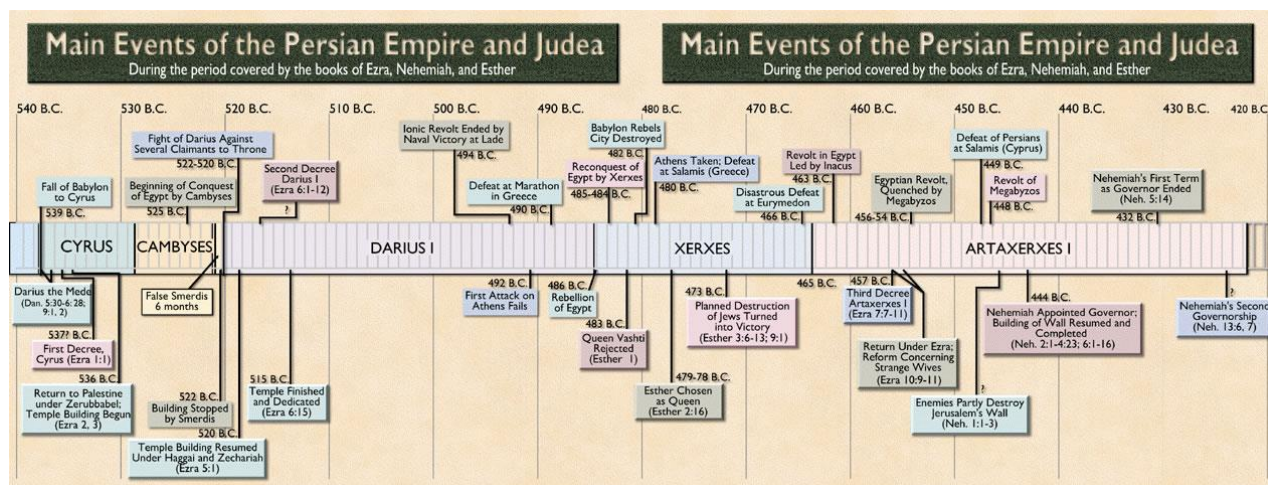 Main Events of the Persian Empire and Judea
During the period covered by the books of Ezra, Nehemiah, and Esther
Main Events of the Persian Empire and Judea
During the period covered by the books of Ezra, Nehemiah, and Esther
540 B.C.
530 B.C.
520 B.C.
510 B.C.
500 B.C.
490 B.C.
480 B.C.
470 B.C.
460 B.C.
450 B.C.
440 B.C.
430 B.C.
420 B.C.
Fall of Babylon
to Cyrus
539 B.C.
Fight of Darius Against
Several Claimants to Throne
522-520 B.C.
Beginning of Conquest
of Egypt by Cambyses
525 B.C.
Second Decree
Darius I
(Ezra 6:1-12)
?
Ionic Revolt Ended by
Naval Victory at Lade
494 B.C.
Defeat at Marathon
in Greece
490 B.C.
Babylon Rebels
City Destroyed
482 B.C.
Reconquest of
Egypt by Xerxes
485-484 B.C.
Athens Taken; Defeat
at Salamis (Greece)
480 B.C.
Disastrous Defeat
at Eurymedon
466 B.C.
Revolt in Egypt
Led by Inacus
463 B.C.
Egyptian Revolt,
Quenched by
Megabyzos
456-54 B.C.
Defeat of Persians
at Salamis (Cyprus)
449 B.C.
Revolt of
Megabyzos
448 B.C.
Nehemiah's First Term
as Governor Ended
(Neh. 5:14)
432 B.C.
CYRUS
CAMBYSES
DARIUS I
XERXES
ARTAXERXES I
Darius the Mede
(Dan. 5:30-6:28;
9:1, 2)
537? B.C.
First Decree,
Cyrus (Ezra 1:1)
536 B.C.
Return to Palestine
under Zerubbabel;
Temple Building Begun
(Ezra 2, 3)
False Smerdis
6 months
522 B.C.
Building Stopped
by Smerdis
520 B.C.
Temple Building Resumed
Under Haggai and Zechariah
(Ezra 5:1)
515 B.C.
Temple Finished
and Dedicated
(Ezra 6:15)
492 B.C.
First Attack on
Athens Fails
486 B.C.
Rebellion
of Egypt
483 B.C.
Queen Vashti
Rejected
(Esther 1)
479-78 B.C.
Esther Chosen
as Queen
(Esther 2:16)
473 B.C.
Planned Destruction
of Jews Turned
into Victory
(Esther 3:6-13; 9:1)
465 B.C.
457 B.C.
Third Decree
Artaxerxes I
(Ezra 7:7-11)
Return Under Ezra;
Reform Concerning
Strange Wives
(Ezra 10:9-11)
?
Enemies Partly Destroy
Jerusalem's Wall
(Neh. 1:1-3)
444 B.C.
Nehemiah Appointed Governor;
Building of Wall Resumed and
Completed
(Neh. 2:1-4:23; 6:1-16)
?
Nehemiah's Second
Governorship
(Neh. 13:6, 7)